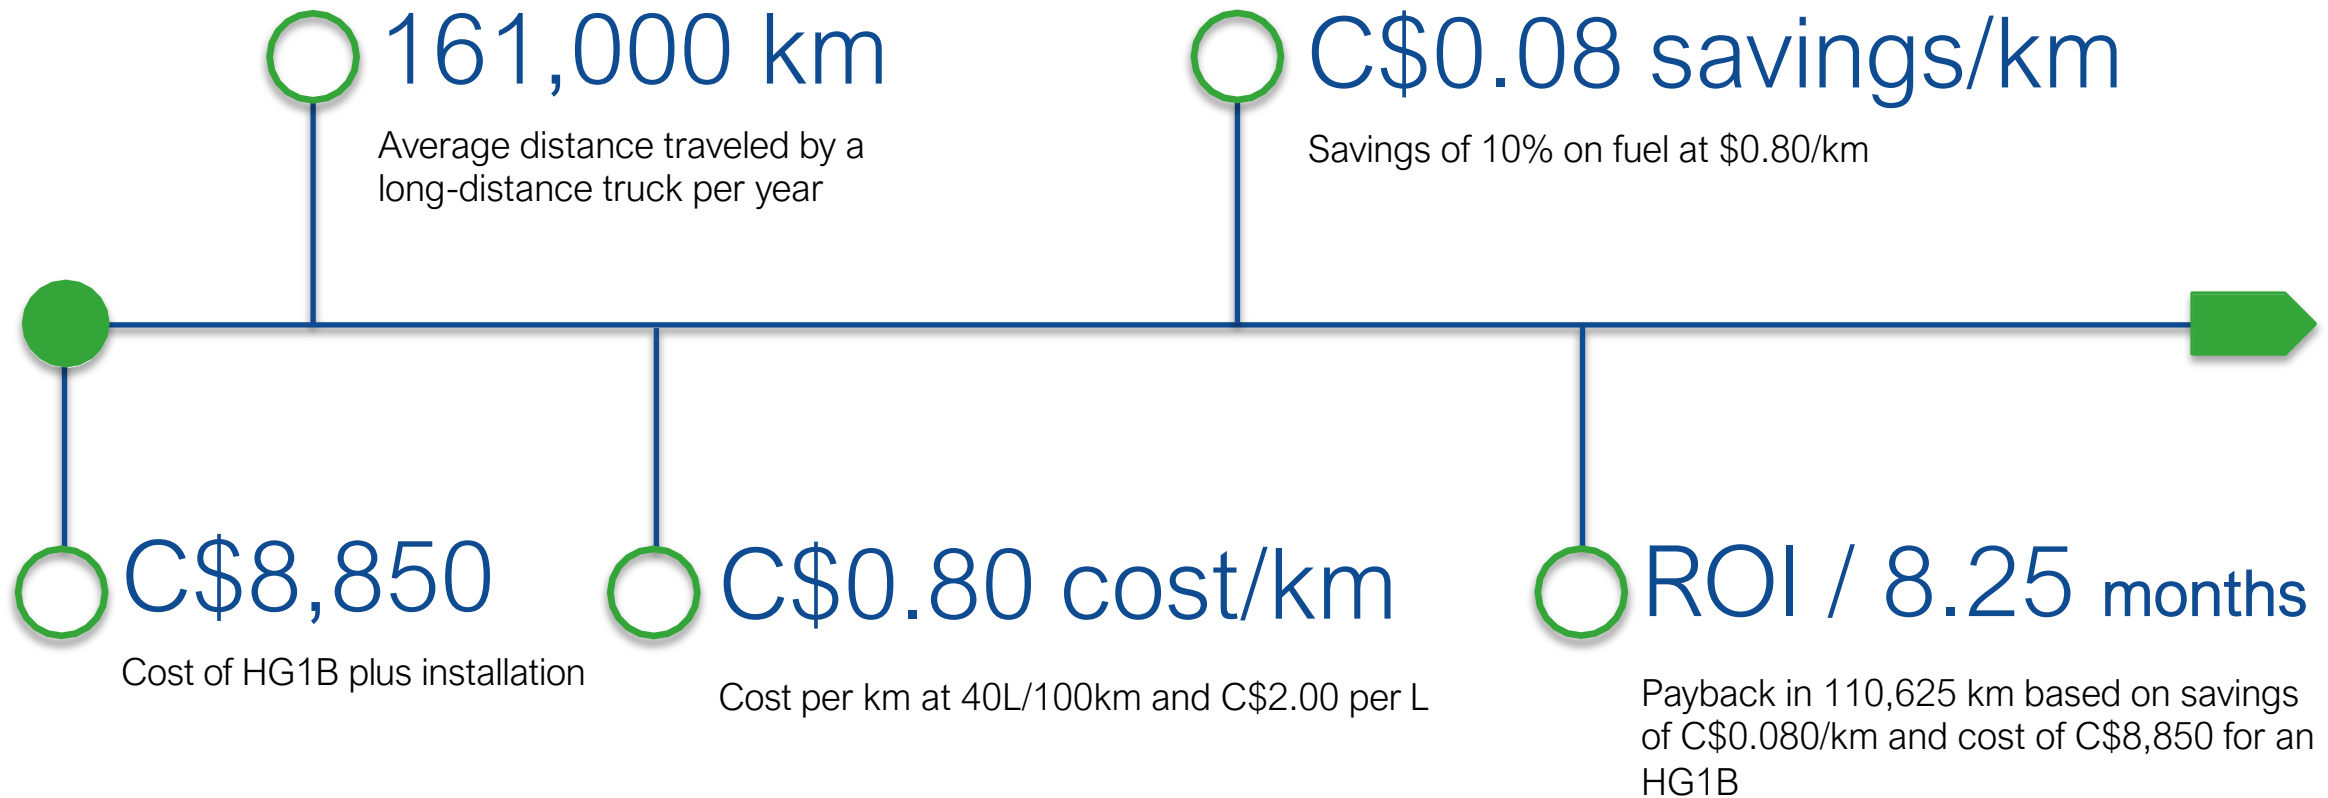 161,000 km
Average distance traveled by a
long-distance truck per year
C$0.08 savings/km
Savings of 10% on fuel at $0.80/km
C$8,850
Cost of HG1B plus installation
C$0.80 cost/km
Cost per km at 40L/100km and C$2.00 per L
ROI / 8.25 months
Payback in 110,625 km based on savings
of C$0.080/km and cost of C$8,850 for an
HG1B